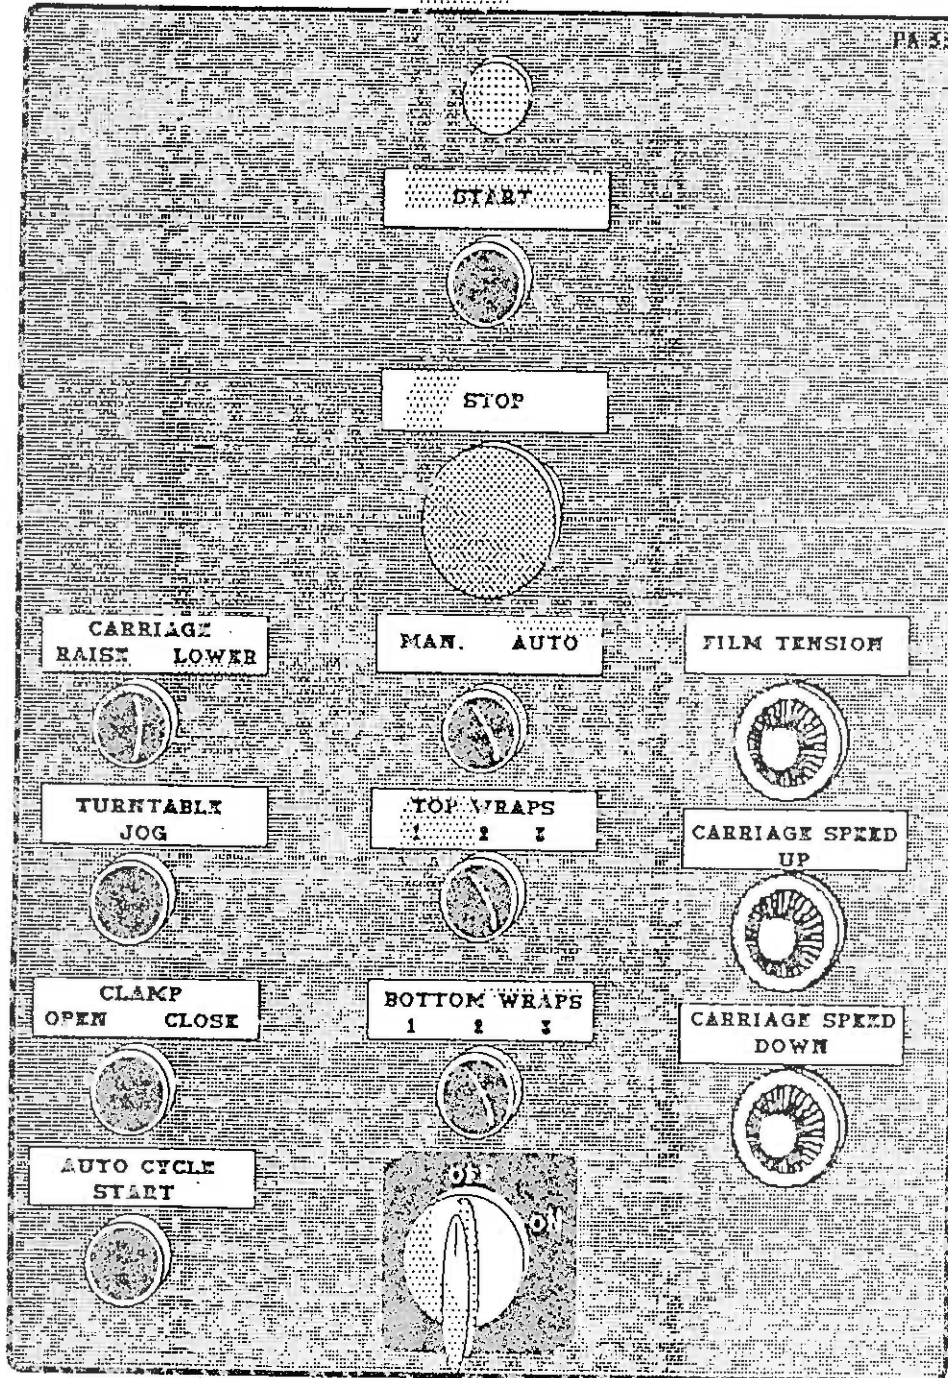 START
STOP
CARRIAGE
RAISE LOWER
MAN. AUTO
FILM TENSION
TURNTABLE
JOG
TOP WRAPS
1 2 3
CARRIAGE SPEED
UP
CLAMP
OPEN CLOSE
BOTTOM WRAPS
1 2 3
CARRIAGE SPEED
DOWN
AUTO CYCLE
START
ON